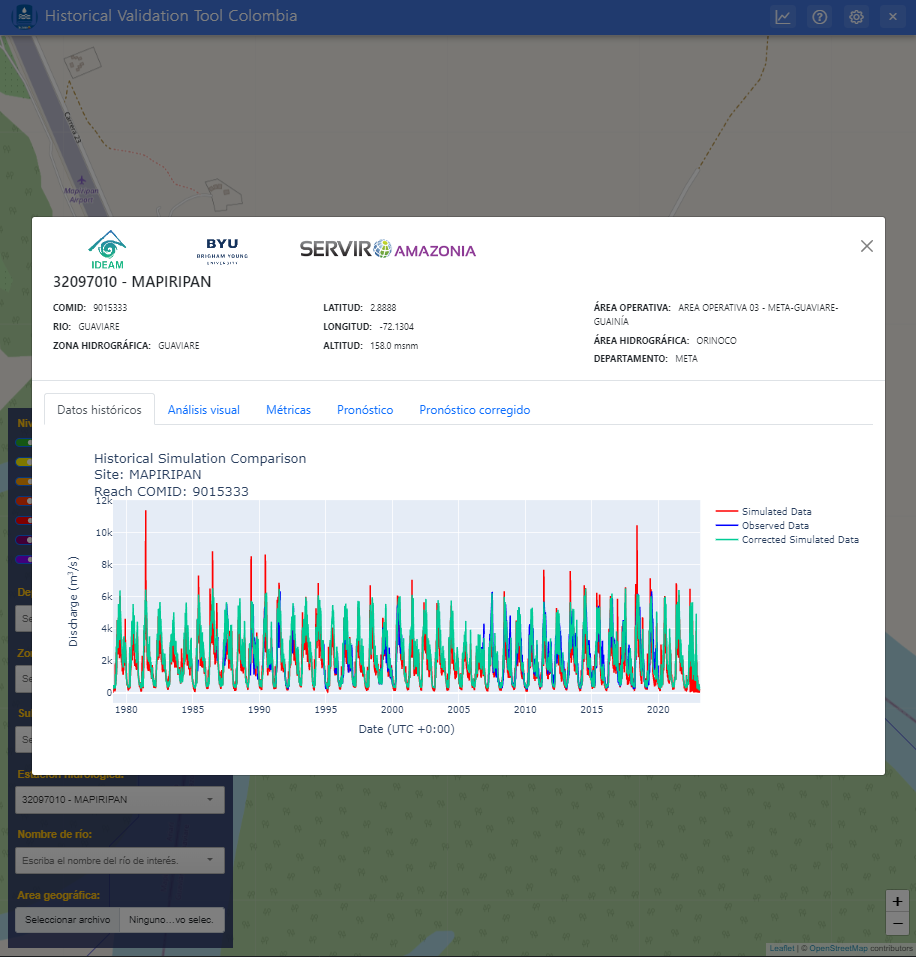 Historical Validation Tool Colombia
Carrera 23
Mapiripan
Airport
IDEAM
BYU
BRIGHAM YOUNG
UNIVERSITY
SERVIR AMAZONIA
32097010 - MAPIRIPAN
COMID: 9015333
RIO: GUAVIARE
ZONA HIDROGRÁFICA: GUAVIARE
LATITUD: 2.8888
LONGITUD: -72.1304
ALTITUD: 158.0 msnm
ÁREA OPERATIVA: AREA OPERATIVA 03 - META-GUAVIARE-
GUAINÍA
ÁREA HIDROGRÁFICA: ORINOCO
DEPARTAMENTO: META
Datos históricos Análisis visual Métricas Pronóstico Pronóstico corregido
Historical Simulation Comparison
Site: MAPIRIPAN
Reach COMID: 9015333
12k
10k
8k
6k
4k
2k
0
Discharge (m³/s)
1980 1985 1990 1995 2000 2005 2010 2015 2020
Date (UTC +0:00)
Simulated Data
Observed Data
Corrected Simulated Data
Estación hidrológica:
32097010 - MAPIRIPAN
Nombre de río:
Escriba el nombre del río de interés.
Area geográfica:
Seleccionar archivo Ninguno...vo selec.
+
−
Leaflet | © OpenStreetMap contributors